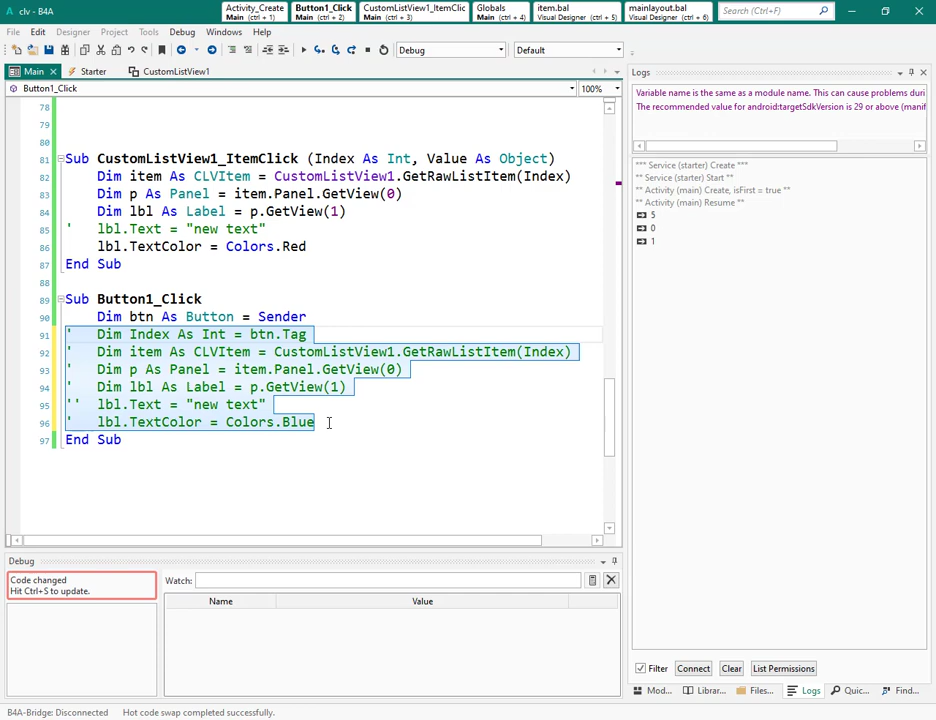 clv - B4A
Activity_Create
Main (ctrl + 1)
Button1_Click
Main (ctrl + 2)
CustomListView1_ItemClic
Main (ctrl + 3)
Globals
Main (ctrl + 4)
item.bal
Visual Designer (ctrl + 5)
mainlayout.bal
Visual Designer (ctrl + 6)
Search (Ctrl+F)
File Edit Designer Project Tools Debug Windows Help
Debug
Default
Main
Starter
CustomListView1
Button1_Click
100%
78
79
80
81 Sub CustomListView1_ItemClick (Index As Int, Value As Object)
82 Dim item As CLVItem = CustomListView1.GetRawListItem(Index)
83 Dim p As Panel = item.Panel.GetView(0)
84 Dim lbl As Label = p.GetView(1)
85 ' lbl.Text = "new text"
86 lbl.TextColor = Colors.Red
87 End Sub
88
89 Sub Button1_Click
90 Dim btn As Button = Sender
91 ' Dim Index As Int = btn.Tag
92 ' Dim item As CLVItem = CustomListView1.GetRawListItem(Index)
93 ' Dim p As Panel = item.Panel.GetView(0)
94 ' Dim lbl As Label = p.GetView(1)
95 '' lbl.Text = "new text"
96 ' lbl.TextColor = Colors.Blue
97 End Sub
Logs
Variable name is the same as a module name. This can cause problems duri
The recommended value for android:targetSdkVersion is 29 or above (manif
*** Service (starter) Create ***
** Service (starter) Start **
** Activity (main) Create, isFirst = true **
** Activity (main) Resume **
5
0
1
Debug
Code changed
Hit Ctrl+S to update.
Watch:
Name
Value
Filter
Connect
Clear
List Permissions
Mod...
Librar...
Files...
Logs
Quic...
Find...
B4A-Bridge: Disconnected
Hot code swap completed successfully.